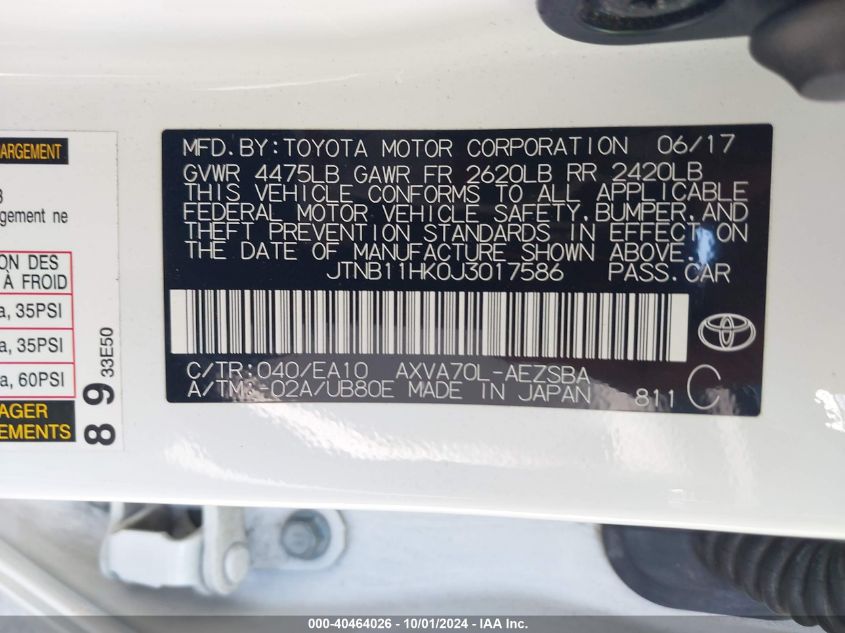 ARGEMENT
gement ne
ON DES
À FROID
a, 35PSI
a, 35PSI
a, 60PSI
AGER
EMENTS
89
33E50
MFD.BY:TOYOTA MOTOR CORPORATION 06/17
GVWR 4475LB GAWR FR 2620LB RR 2420LB
THIS VEHICLE CONFORMS TO ALL APPLICABLE
FEDERAL MOTOR VEHICLE SAFETY,BUMPER,AND
THEFT PREVENTION STANDARDS IN EFFECT ON
THE DATE OF MANUFACTURE SHOWN ABOVE.
JTNB11HK0J3017586 PASS.CAR
C/TR:040/EA10 AXVA70L-AEZSBA
A/TM:-02A/UB80E MADE IN JAPAN 811 C
000-40464026 - 10/01/2024 - IAA Inc.